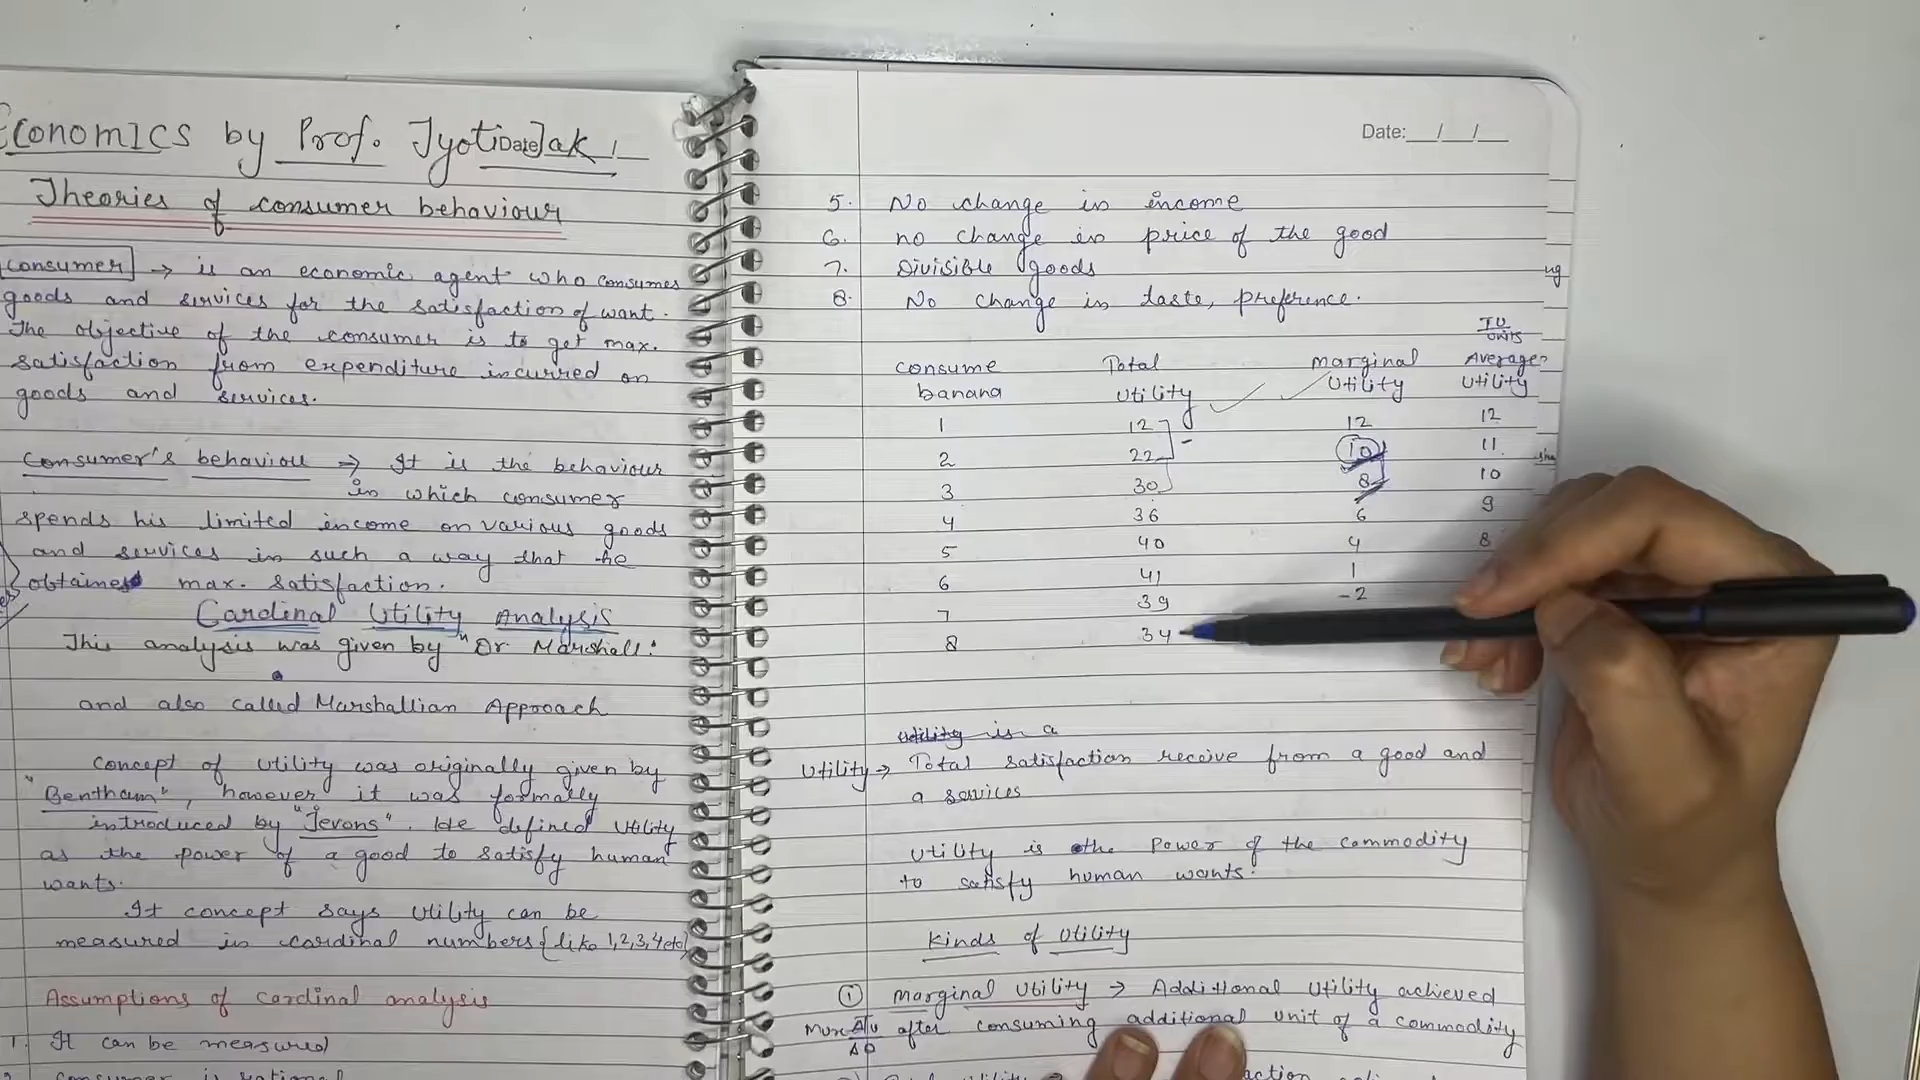 Economics by Prof. Jyoti Jak
Date
Theories of consumer behaviour
Consumer → is an economic agent who consumes
goods and services for the satisfaction of want.
The objective of the consumer is to get max.
satisfaction from expenditure incurred on
goods and services.
Consumer's behaviou → It is the behaviour
in which consumer
spends his limited income on various goods
and services in such a way that he
obtaines max. satisfaction.
Cardinal Utility Analysis
This analysis was given by "Dr Marshall"
and also called Marshallian Approach
Concept of Utility was originally given by
"Bentham", however it was formally
introduced by "Jevons". He defined Utility
as the power of a good to satisfy human
wants.
It concept says Utility can be
measured in cardinal numbers {like 1,2,3,4 etc}
Assumptions of cardinal analysis
1. It can be measured
consumer is rational
Date:__/__/__
5. No change in income
6. no change in price of the good
7. Divisible goods
8. No change in taste, preference.
TU
units
consume Total marginal Average
banana Utility Utility Utility
1 12 12 12
2 22 10 11
3 30 8 10
4 36 6 9
5 40 4 8
6 41 1
7 39 -2
8 34
utility is a
Utility → Total satisfaction receive from a good and
a services
Utility is the power of the commodity
to satisfy human wants.
Kinds of Utility
① Marginal Utility → Additional Utility achieved
after consuming additional unit of a commodity